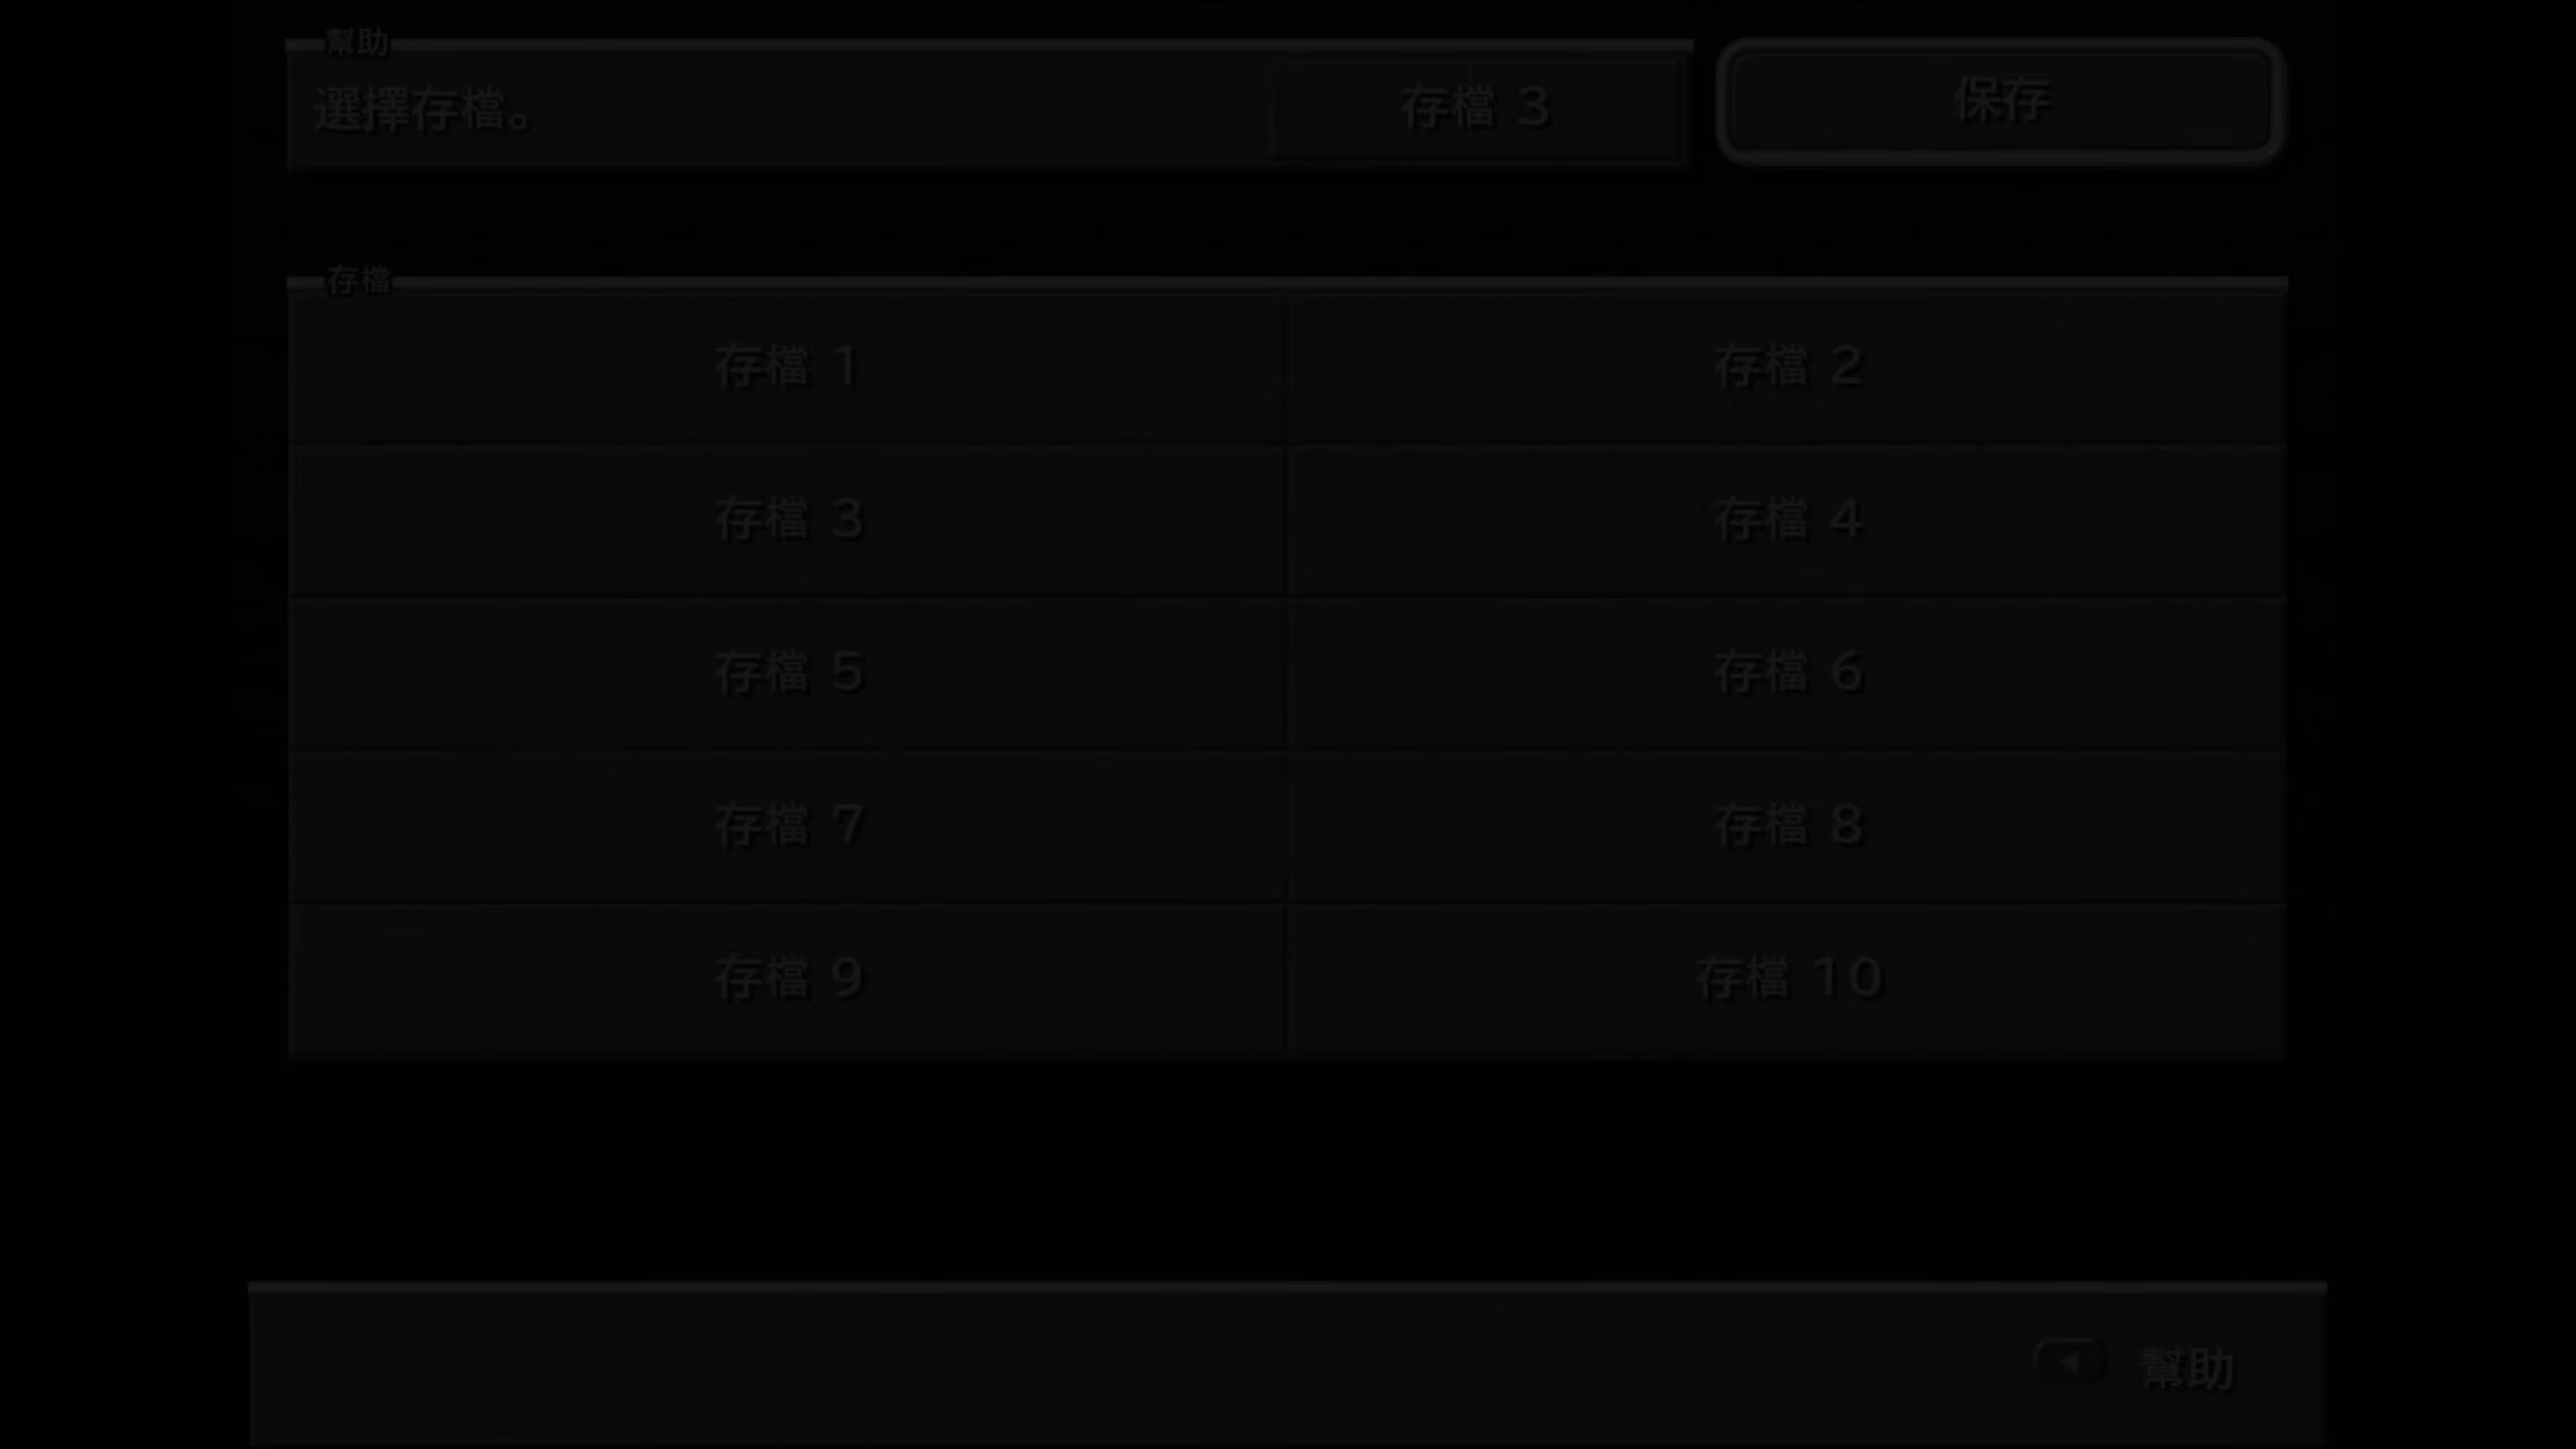 幫助
選擇存檔。 存檔 3 保存
存檔
存檔 1 存檔 2
存檔 3 存檔 4
存檔 5 存檔 6
存檔 7 存檔 8
存檔 9 存檔 10
幫助